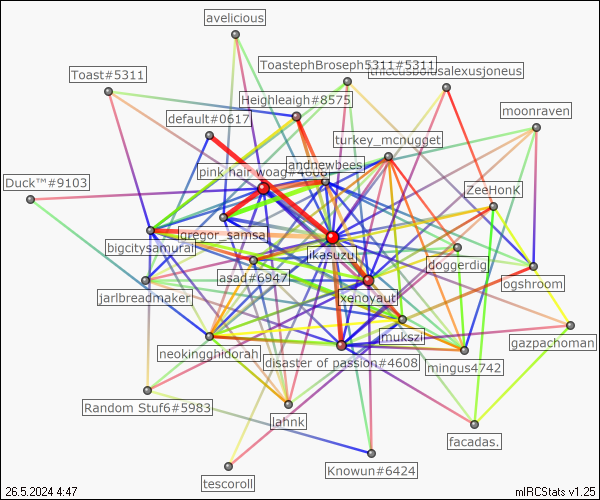 avelicious
ToastephBroseph5311#5311
thiccusboiusalexusjoneus
Toast#5311
Heighleigh#8575
moonraven
default#0617
turkey_mcnugget
andnewbees
pink hair woag#4068
Duck™#9103
ZeeHonK
gregor_samsa
bigcitysamurai
ikasuzu
doggerdig
asad#6947
ogshroom
jarlbreadmaker
xenoyaut
mukszi
gazpachoman
neokingghidorah
disaster of passion#4608
mingus4742
Random Stuf6#5983
lahnk
facadas.
tescoroll
Knowun#6424
26.5.2024 4:47
mIRCStats v1.25